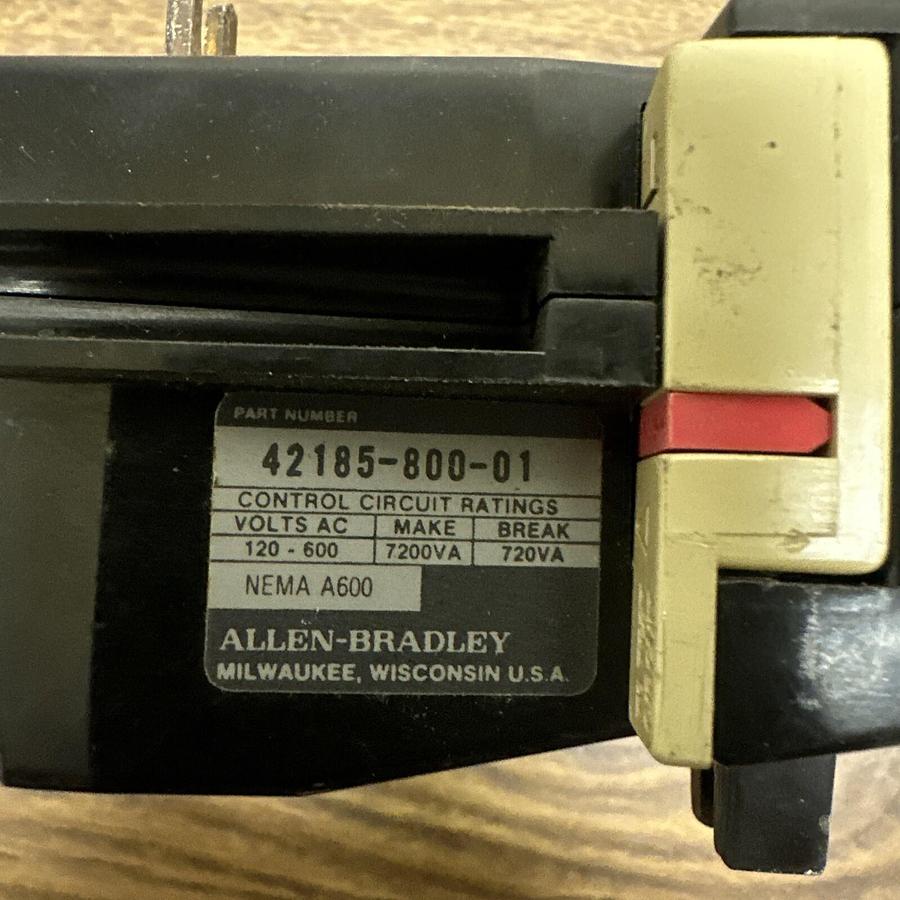 PART NUMBER
42185-800-01
CONTROL CIRCUIT RATINGS
VOLTS AC MAKE BREAK
120 - 600 7200VA 720VA
NEMA A600
ALLEN-BRADLEY
MILWAUKEE, WISCONSIN U.S.A.